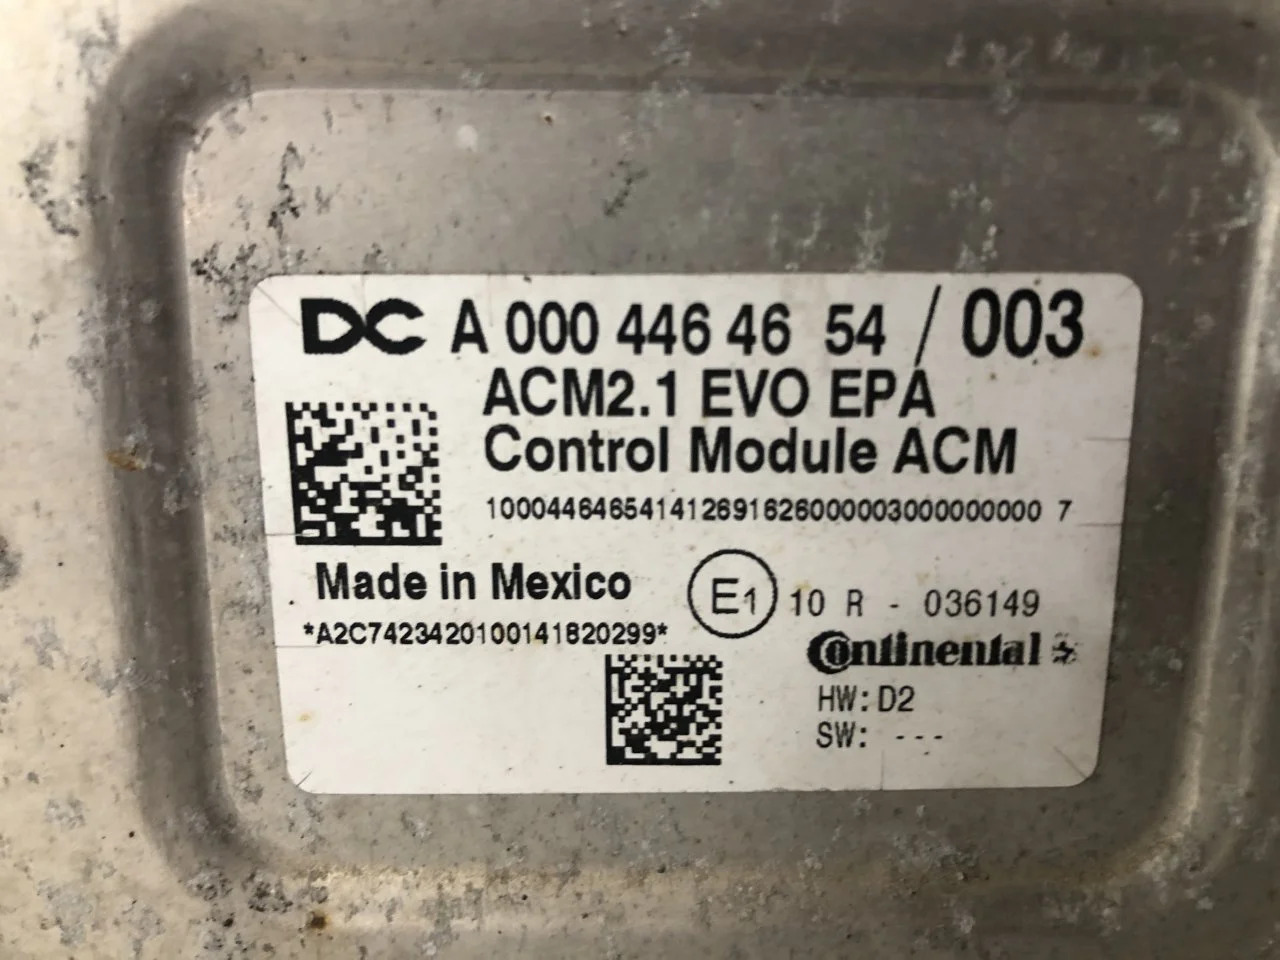 DC A 000 446 46 54 / 003
ACM2.1 EVO EPA
Control Module ACM
100044646541412691626000003000000000 7
Made in Mexico
E1 10 R - 036149
*A2C7423420100141820299*
Continental
HW: D2
SW: ---